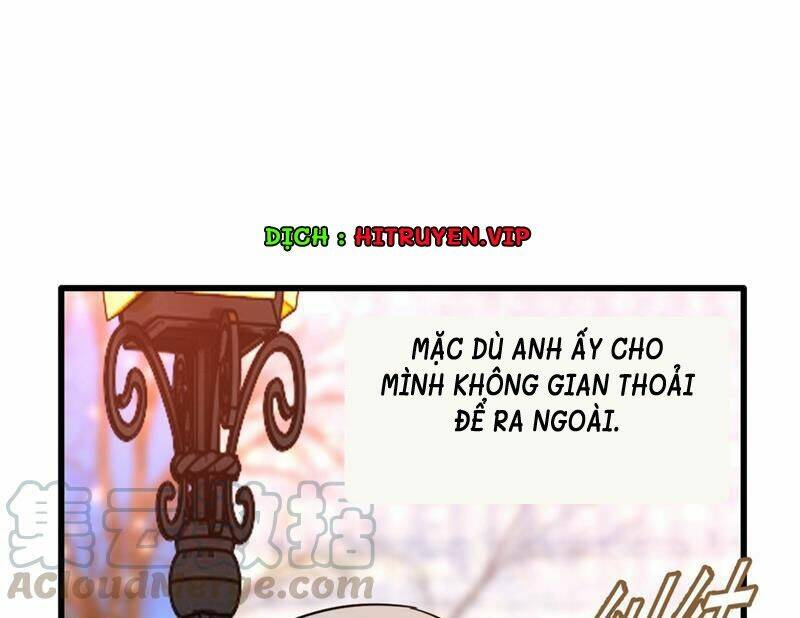 DỊCH : HITRUYEN.VIP
MẶC DÙ ANH ẤY CHO
MÌNH KHÔNG GIAN THOẢI
ĐỂ RA NGOÀI.
集云数据
AcloudMerge.com